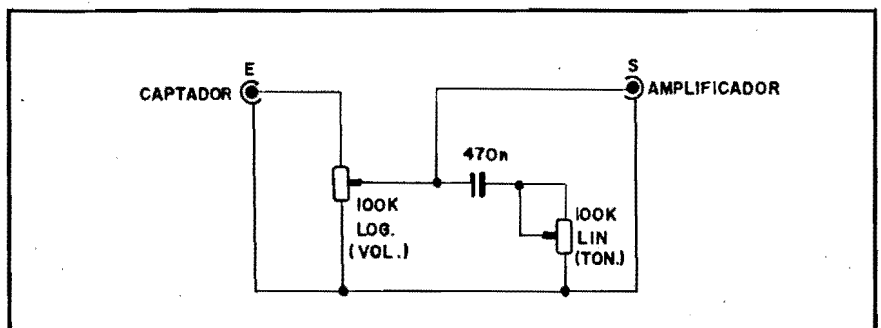 E
CAPTADOR
S
AMPLIFICADOR
470n
100K
LOG.
(VOL.)
100K
LIN
(TON.)